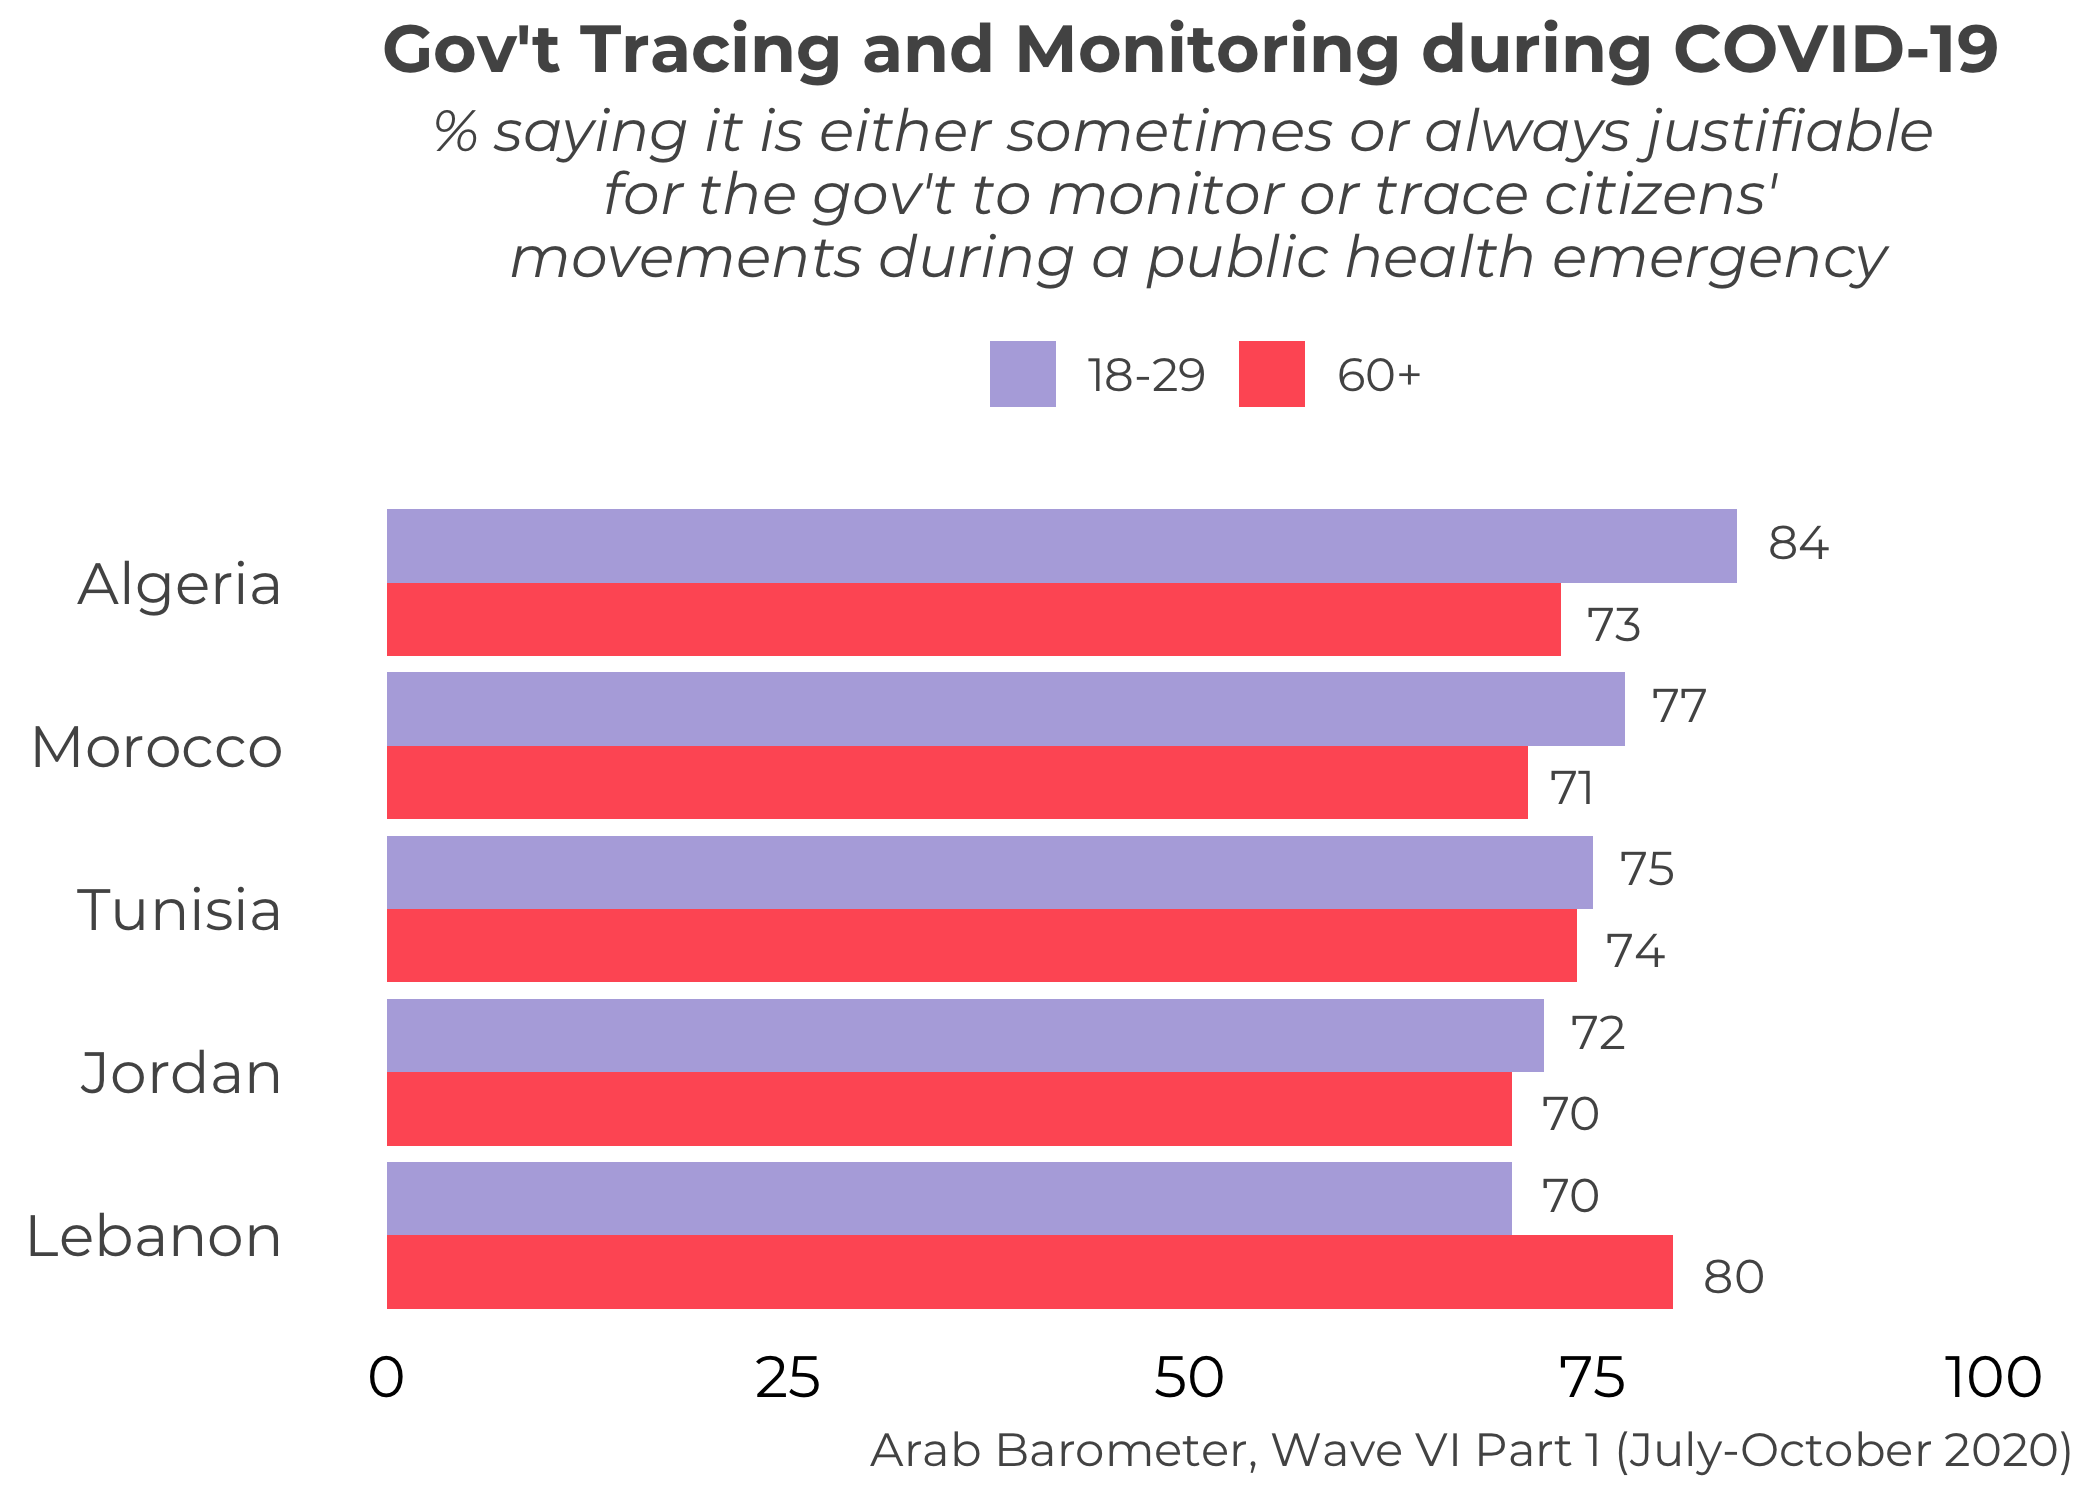 Gov't Tracing and Monitoring during COVID-19
% saying it is either sometimes or always justifiable
for the gov't to monitor or trace citizens'
movements during a public health emergency
18-29 60+
Algeria 84
73
Morocco 77
71
Tunisia 75
74
Jordan 72
70
Lebanon 70
80
0 25 50 75 100
Arab Barometer, Wave VI Part 1 (July-October 2020)